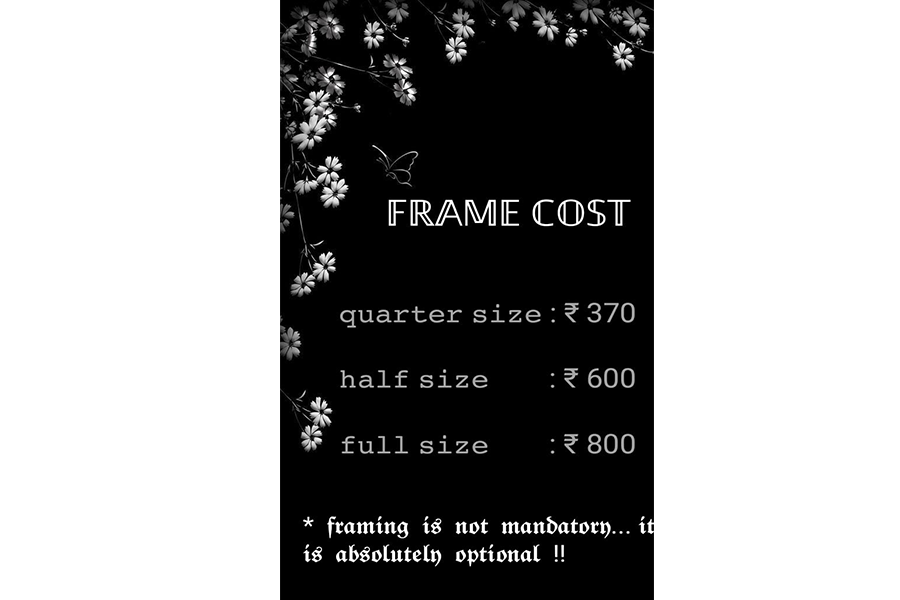 FRAME COST
quarter size : ₹ 370
half size : ₹ 600
full size : ₹ 800
* framing is not mandatory... it
is absolutely optional !!